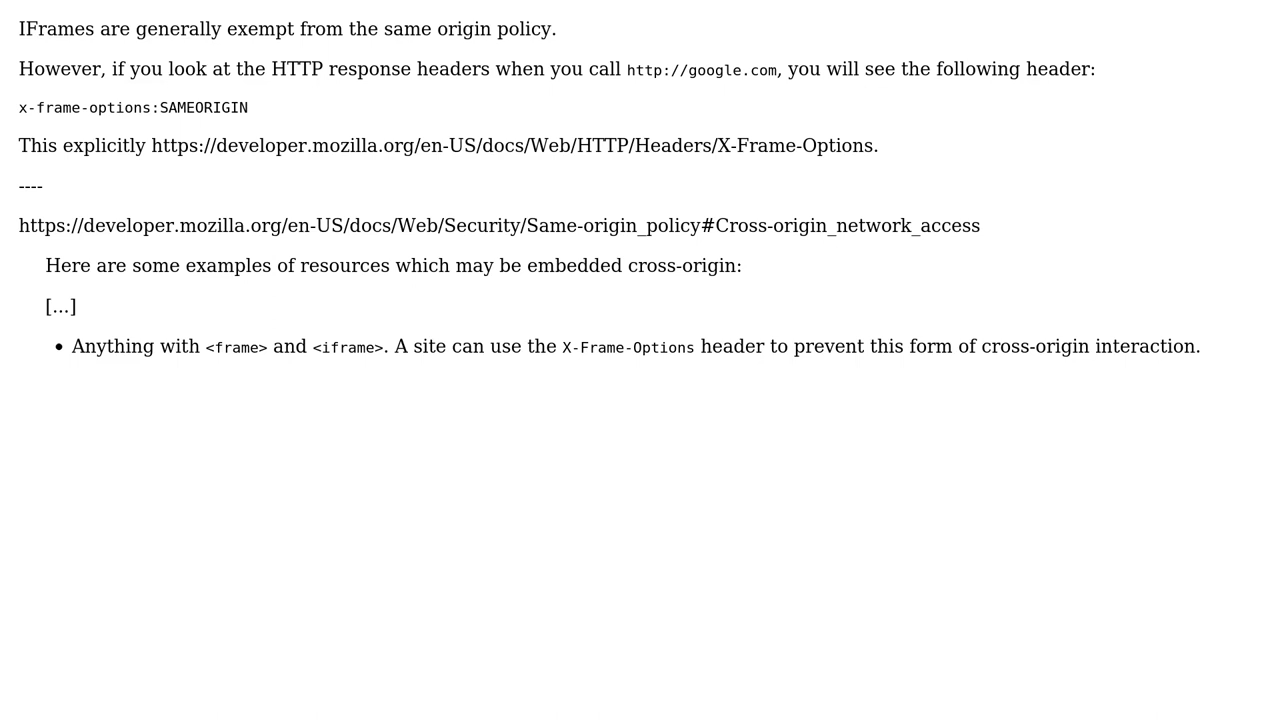 IFrames are generally exempt from the same origin policy.
However, if you look at the HTTP response headers when you call http://google.com, you will see the following header:
x-frame-options:SAMEORIGIN
This explicitly https://developer.mozilla.org/en-US/docs/Web/HTTP/Headers/X-Frame-Options.
----
https://developer.mozilla.org/en-US/docs/Web/Security/Same-origin_policy#Cross-origin_network_access
Here are some examples of resources which may be embedded cross-origin:
[...]
• Anything with <frame> and <iframe>. A site can use the X-Frame-Options header to prevent this form of cross-origin interaction.